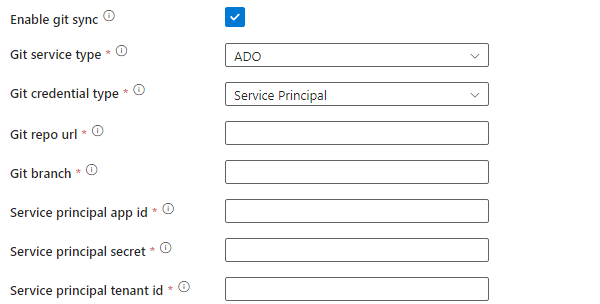 Enable git sync
Git service type * ADO
Git credential type * Service Principal
Git repo url *
Git branch *
Service principal app id *
Service principal secret *
Service principal tenant id *